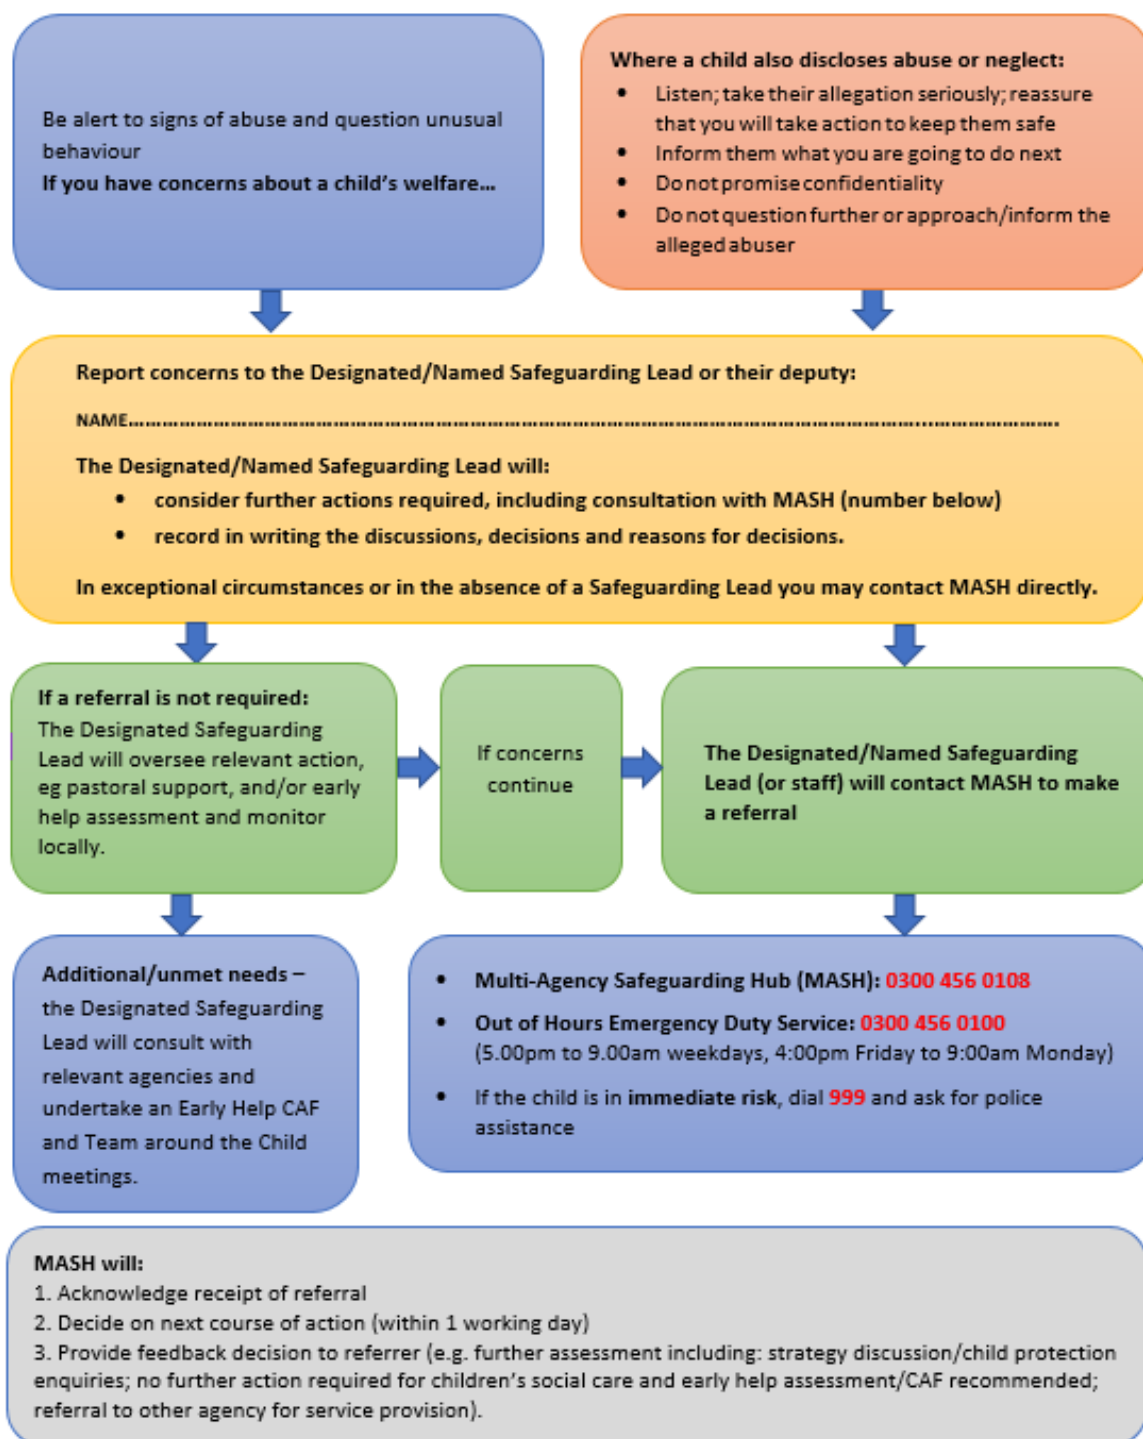 Be alert to signs of abuse and question unusual
behaviour
If you have concerns about a child's welfare…
Where a child also discloses abuse or neglect:
• Listen; take their allegation seriously; reassure
that you will take action to keep them safe
• Inform them what you are going to do next
• Do not promise confidentiality
• Do not question further or approach/inform the
alleged abuser
Report concerns to the Designated/Named Safeguarding Lead or their deputy:
NAME……………………………………………………………………………………………………………………………………...………………….
The Designated/Named Safeguarding Lead will:
• consider further actions required, including consultation with MASH (number below)
• record in writing the discussions, decisions and reasons for decisions.
In exceptional circumstances or in the absence of a Safeguarding Lead you may contact MASH directly.
If a referral is not required:
The Designated Safeguarding
Lead will oversee relevant action,
eg pastoral support, and/or early
help assessment and monitor
locally.
If concerns
continue
The Designated/Named Safeguarding
Lead (or staff) will contact MASH to make
a referral
Additional/unmet needs –
the Designated Safeguarding
Lead will consult with
relevant agencies and
undertake an Early Help CAF
and Team around the Child
meetings.
• Multi-Agency Safeguarding Hub (MASH): 0300 456 0108
• Out of Hours Emergency Duty Service: 0300 456 0100
(5.00pm to 9.00am weekdays, 4:00pm Friday to 9:00am Monday)
• If the child is in immediate risk, dial 999 and ask for police
assistance
MASH will:
1. Acknowledge receipt of referral
2. Decide on next course of action (within 1 working day)
3. Provide feedback decision to referrer (e.g. further assessment including: strategy discussion/child protection
enquiries; no further action required for children's social care and early help assessment/CAF recommended;
referral to other agency for service provision).